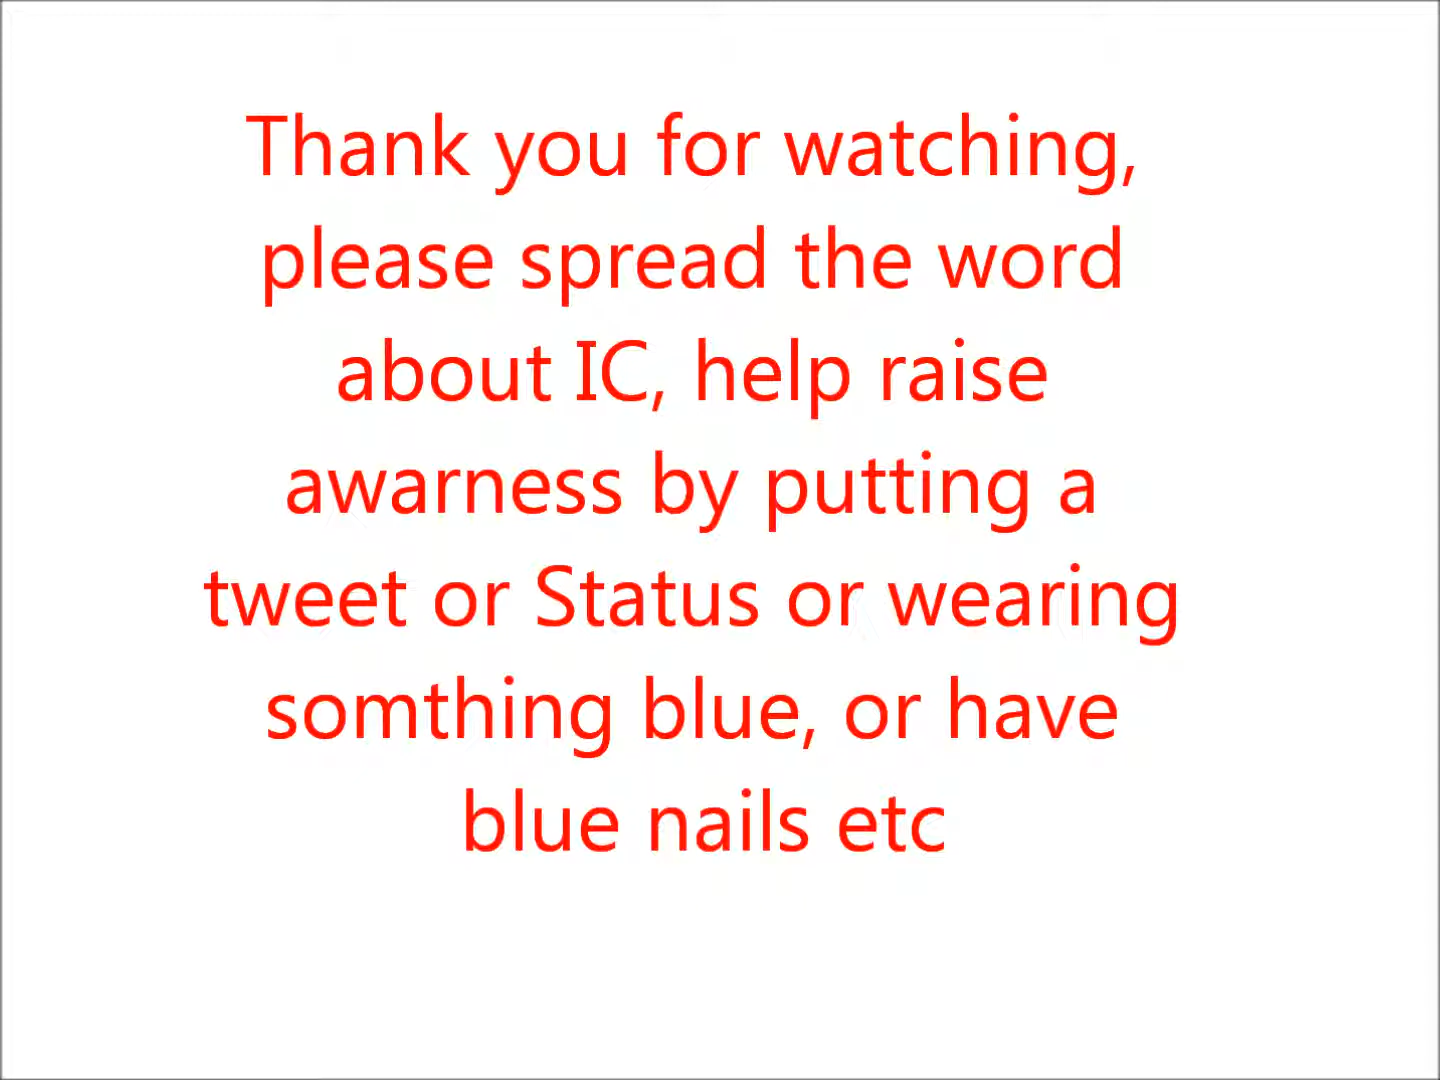 Thank you for watching,
please spread the word
about IC, help raise
awarness by putting a
tweet or Status or wearing
somthing blue, or have
blue nails etc